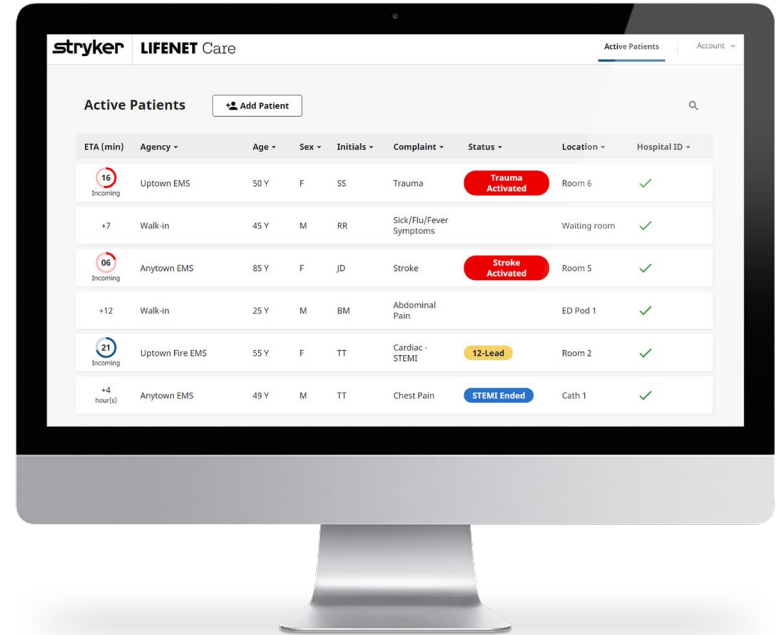 stryker LIFENET Care Active Patients Account
Active Patients Add Patient
ETA (min) Agency Age Sex Initials Complaint Status Location Hospital ID
16 Incoming Uptown EMS 50 Y F SS Trauma Trauma Activated Room 6
+7 Walk-in 45 Y M RR Sick/Flu/Fever Symptoms Waiting room
06 Incoming Anytown EMS 85 Y F JD Stroke Stroke Activated Room 5
+12 Walk-in 25 Y M BM Abdominal Pain ED Pod 1
21 Incoming Uptown Fire EMS 55 Y F TT Cardiac - STEMI 12-Lead Room 2
+4 hour(s) Anytown EMS 49 Y M TT Chest Pain STEMI Ended Cath 1